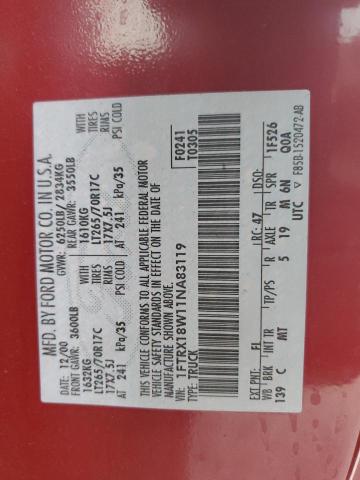 MFD. BY FORD MOTOR CO. IN U.S.A.
DATE: 12/00 GVWR: 6250LB/2834KG
FRONT GAWR: 3600LB REAR GAWR: 3550LB
1632KG 1610KG
LT265/70R17C TIRES LT265/70R17C TIRES
17X7.5J RIMS 17X7.5J RIMS
AT 241 kPa/35 PSI COLD AT 241 kPa/35 PSI COLD
THIS VEHICLE CONFORMS TO ALL APPLICABLE FEDERAL MOTOR
VEHICLE SAFETY STANDARDS IN EFFECT ON THE DATE OF
MANUFACTURE SHOWN ABOVE.
VIN: 1FTRX18W11NA83119
TYPE: TRUCK
F0241
T0305
EXT PNT: FL RC: 47 DSO:
WB BRK INT TR TP/PS R AXLE TR SPR 1F526
139 C MT 5 19 M 6N Q0A
UTC
F85B-1520472-AB